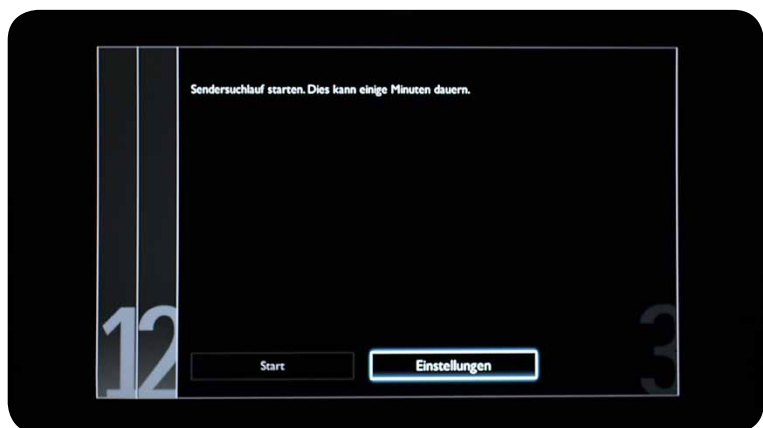 Sendersuchlauf starten. Dies kann einige Minuten dauern.
12
3
Start
Einstellungen